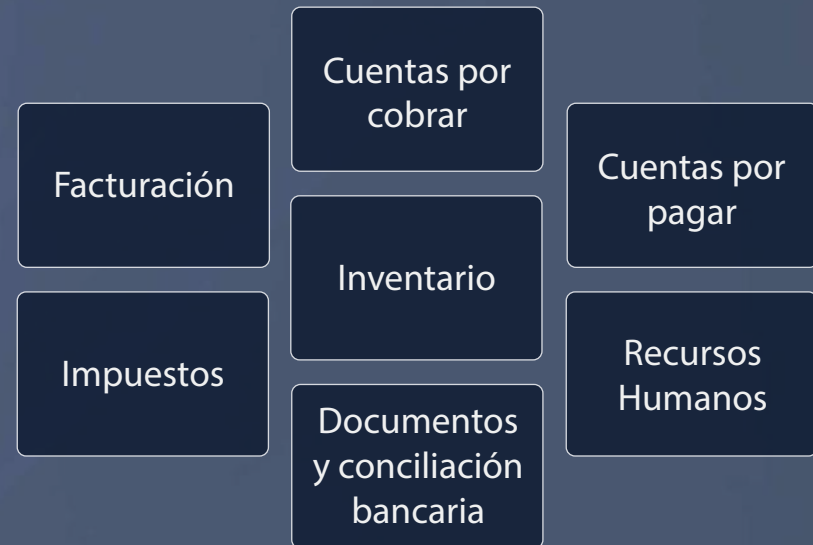 Cuentas por
cobrar
Facturación
Cuentas por
pagar
Inventario
Impuestos
Recursos
Humanos
Documentos
y conciliación
bancaria